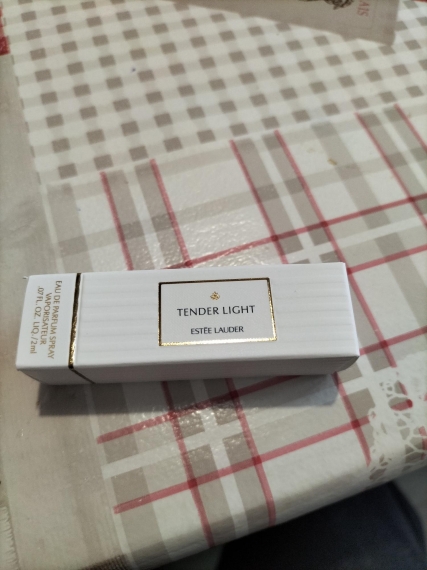 TENDER LIGHT
ESTĒE LAUDER
EAU DE PARFUM SPRAY
VAPORISATEUR
.07 FL. OZ. LIQ./2ml